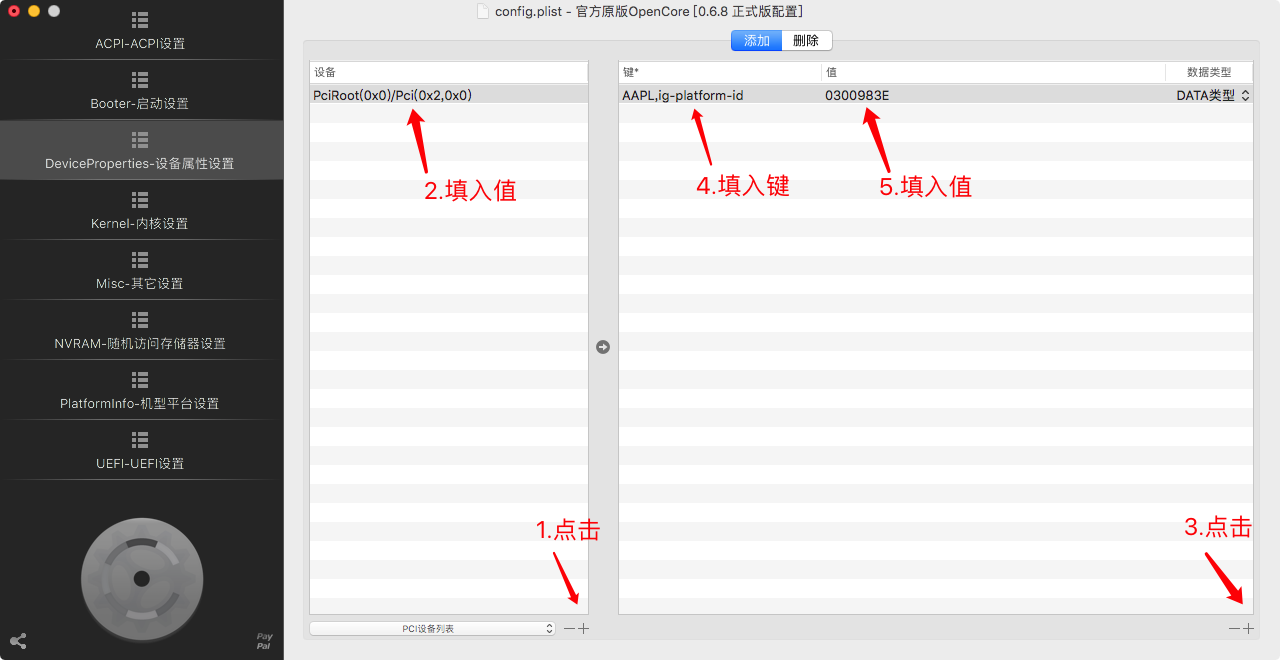 config.plist - 官方原版OpenCore [0.6.8 正式版配置]
ACPI-ACPI设置
Booter-启动设置
DeviceProperties-设备属性设置
Kernel-内核设置
Misc-其它设置
NVRAM-随机访问存储器设置
PlatformInfo-机型平台设置
UEFI-UEFI设置
Pay
Pal
添加 删除
设备
PciRoot(0x0)/Pci(0x2,0x0)
2.填入值
1.点击
PCI设备列表
键* 值 数据类型
AAPL,ig-platform-id 0300983E DATA类型
4.填入键 5.填入值
3.点击